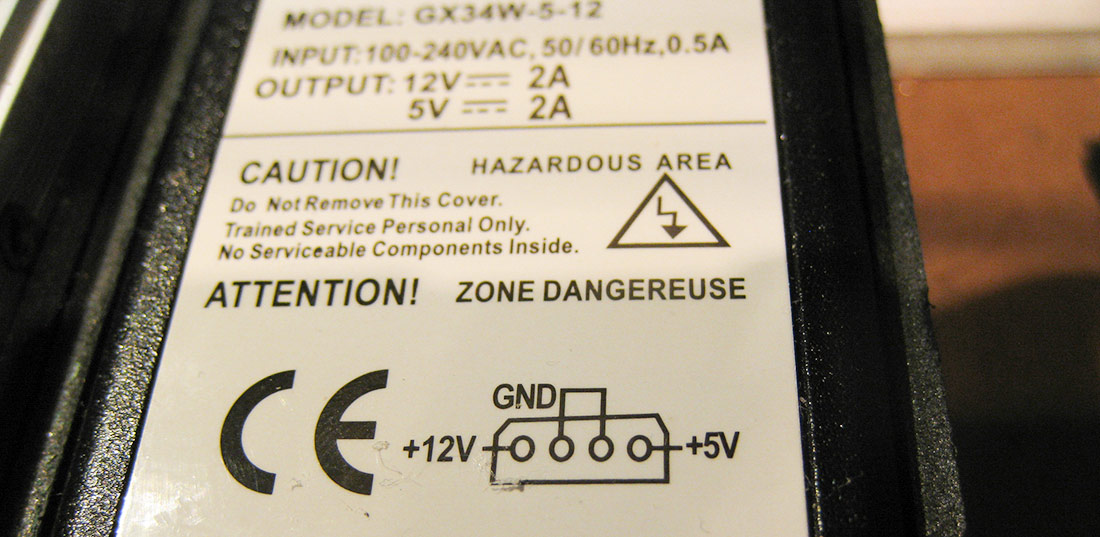 MODEL: GX34W-5-12
INPUT:100-240VAC, 50/60Hz,0.5A
OUTPUT: 12V 2A
5V 2A
CAUTION! HAZARDOUS AREA
Do Not Remove This Cover.
Trained Service Personal Only.
No Serviceable Components Inside.
ATTENTION! ZONE DANGEREUSE
CE
GND
+12V +5V